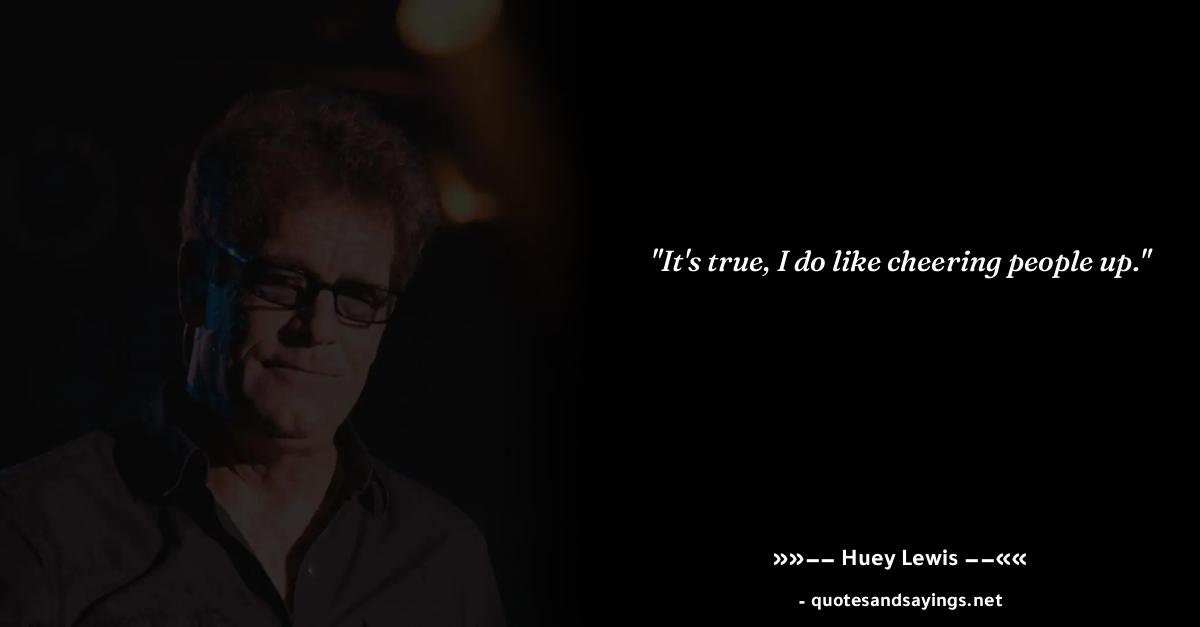 "It's true, I do like cheering people up."
»»−− Huey Lewis −−««
- quotesandsayings.net